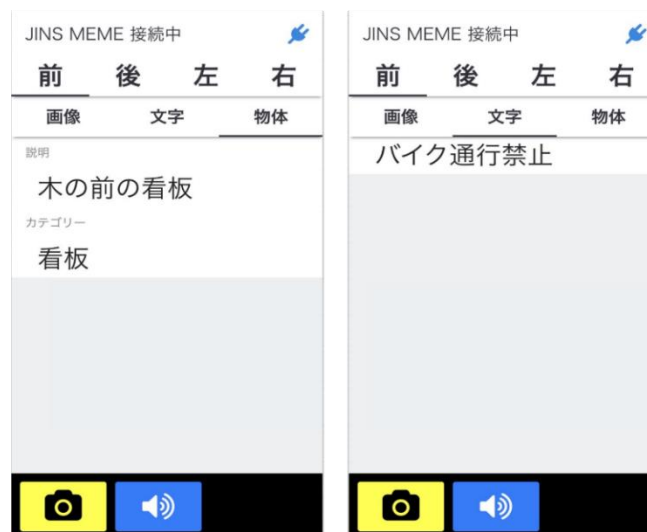 JINS MEME 接続中
前 後 左 右
画像 文字 物体
説明
木の前の看板
カテゴリー
看板
JINS MEME 接続中
前 後 左 右
画像 文字 物体
バイク通行禁止